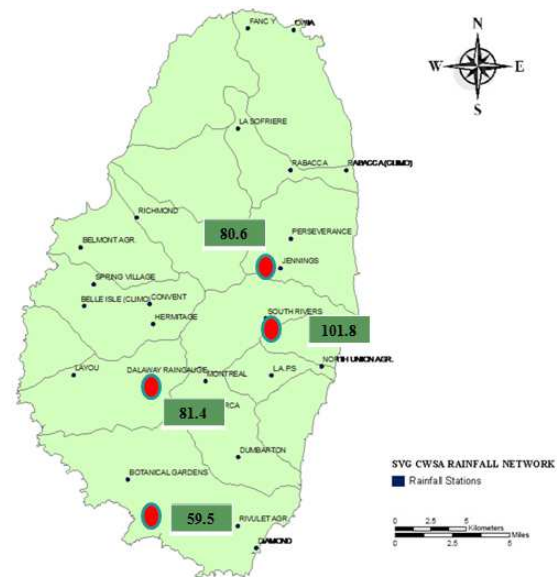 FANCY
N
W E
S
LA SOFRIERE
RABACCA
RABACCA (CLIMO)
RICHMOND
80.6
PERSEVERANCE
BELMONT AGR.
JENNINGS
SPRING VILLAGE
BELLE ISLE (CLIMO)
CONVENT
SOUTH RIVERS
101.8
HERMITAGE
NORTH UNION AGR.
LAYOU
DALAWAY RAINGAUGE
MONTREAL
L.A.P.S
81.4
RCA
DUMBARTON
SVG CWSA RAINFALL NETWORK
BOTANICAL GARDENS
Rainfall Stations
59.5
RIVULET AGR.
DIAMOND
0 2.5 5
Kilometers
0 2.5 5
Miles